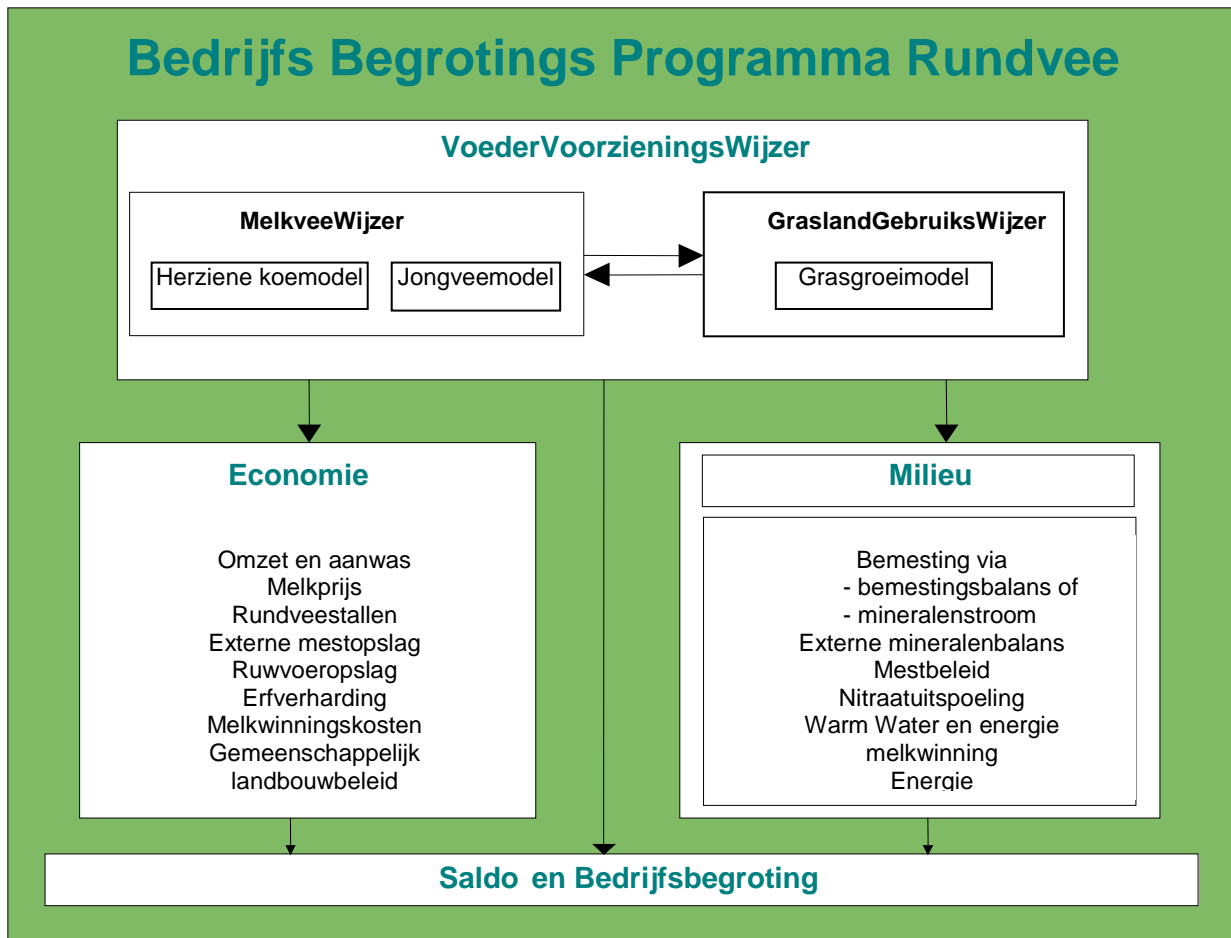 Bedrijfs Begrotings Programma Rundvee
VoederVoorzieningsWijzer
MelkveeWijzer
Herziene koemodel
Jongveemodel
GraslandGebruiksWijzer
Grasgroeimodel
Economie
Omzet en aanwas
Melkprijs
Rundveestallen
Externe mestopslag
Ruwvoeropslag
Erfverharding
Melkwinningskosten
Gemeenschappelijk
landbouwbeleid
Milieu
Bemesting via
- bemestingsbalans of
- mineralenstroom
Externe mineralenbalans
Mestbeleid
Nitraatuitspoeling
Warm Water en energie
melkwinning
Energie
Saldo en Bedrijfsbegroting